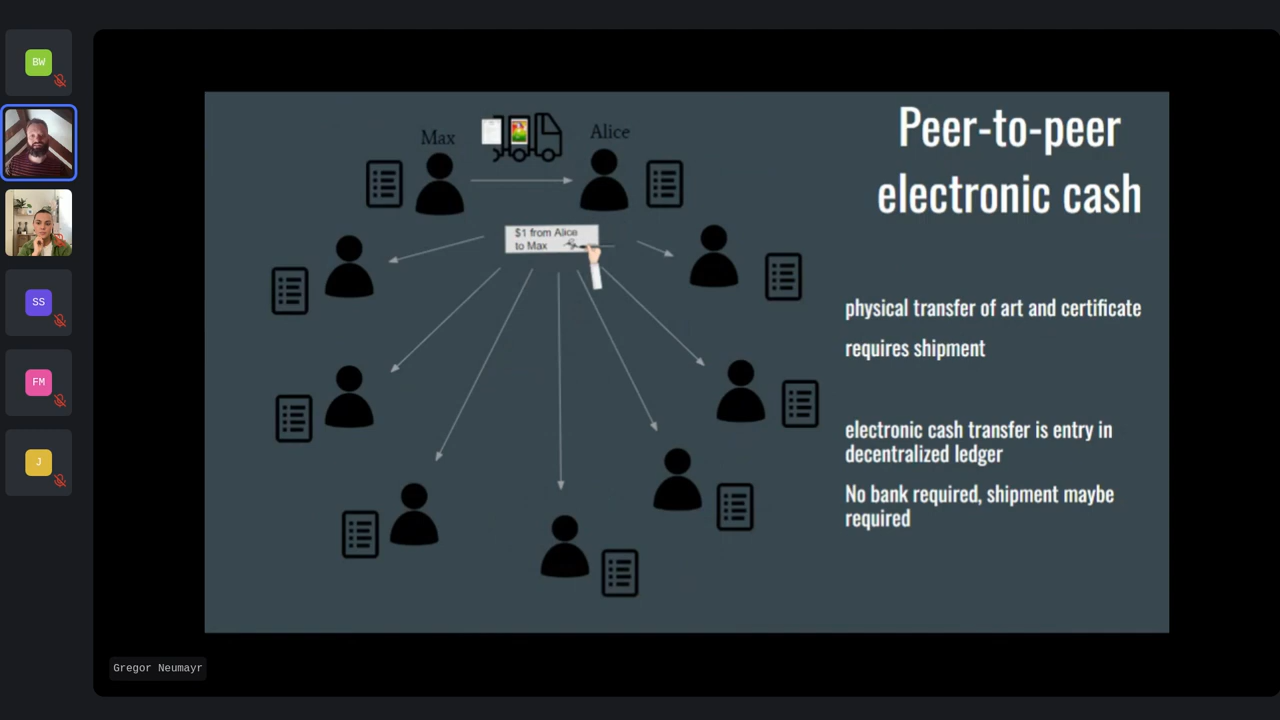 BW
SS
FM
J
Max
Alice
$1 from Alice
to Max
Peer-to-peer
electronic cash
physical transfer of art and certificate
requires shipment
electronic cash transfer is entry in
decentralized ledger
No bank required, shipment maybe
required
Gregor Neumayr